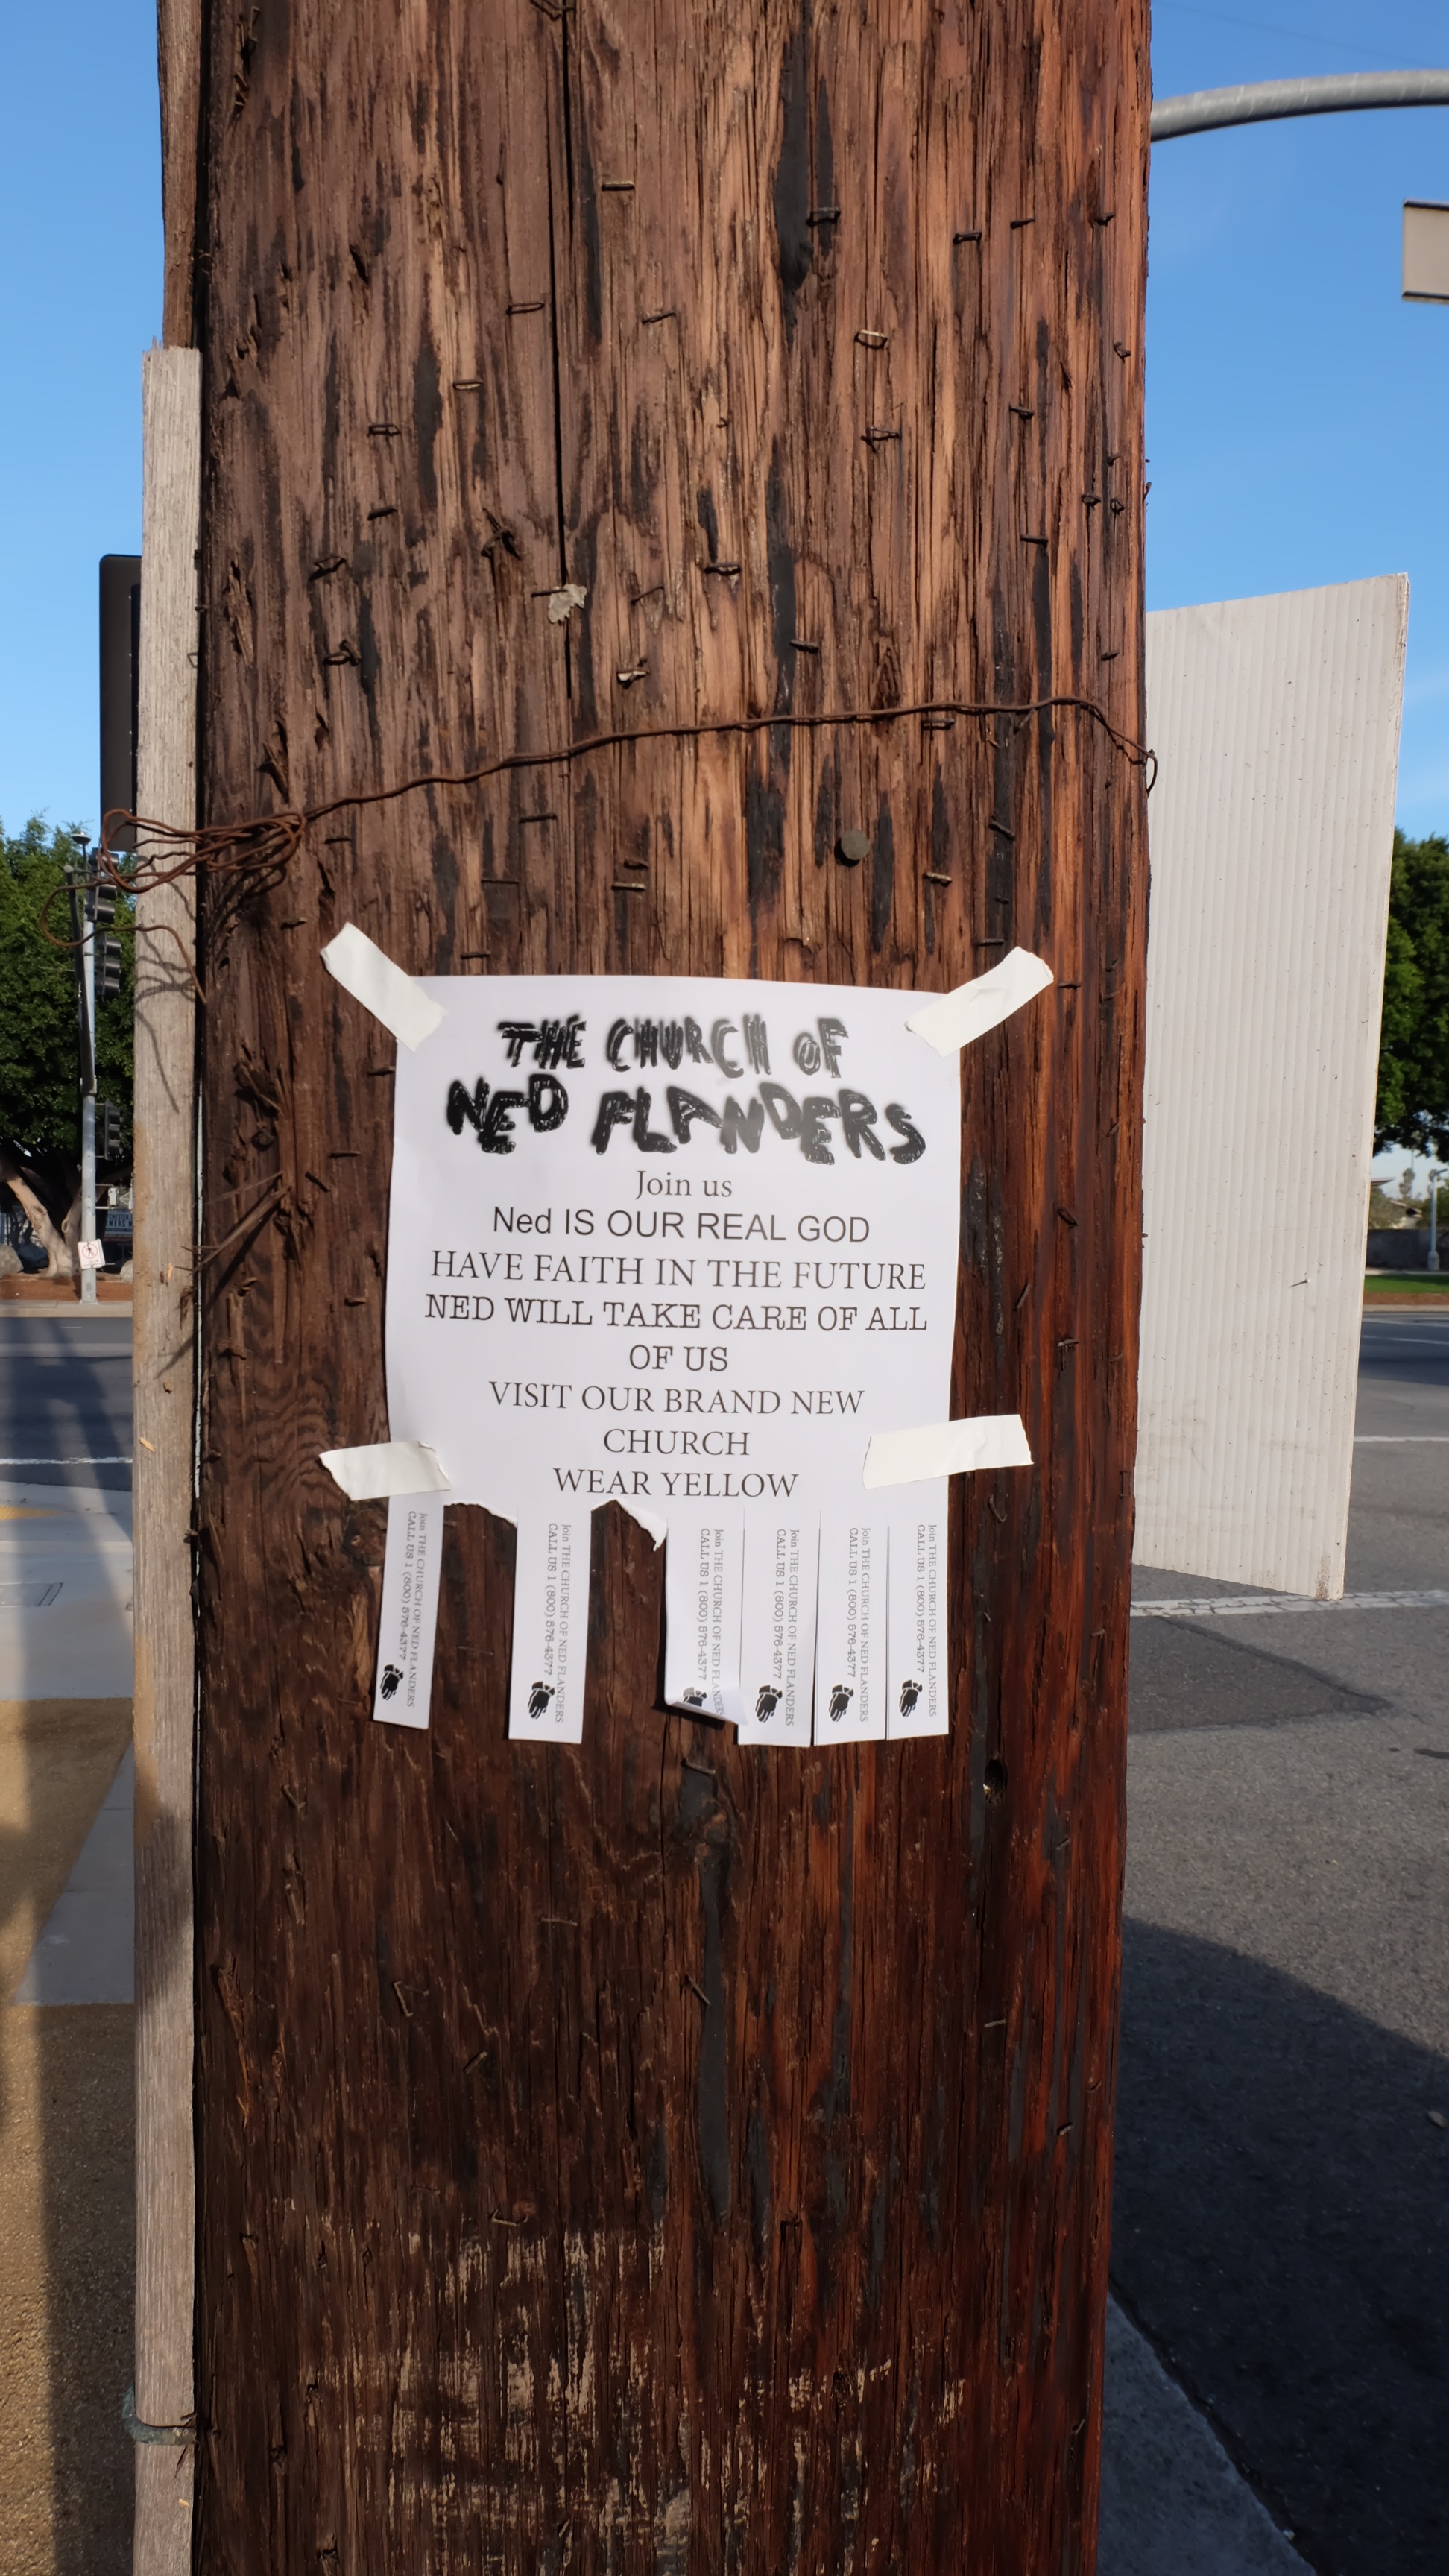 THE CHURCH OF
NED FLANDERS
Join us
Ned IS OUR REAL GOD
HAVE FAITH IN THE FUTURE
NED WILL TAKE CARE OF ALL
OF US
VISIT OUR BRAND NEW
CHURCH
WEAR YELLOW
Join THE CHURCH OF NED FLANDERS
CALL US 1 (800) 576-4377
Join THE CHURCH OF NED FLANDERS
CALL US 1 (800) 576-4377
Join THE CHURCH OF NED FLANDERS
CALL US 1 (800) 576-4377
Join THE CHURCH OF NED FLANDERS
CALL US 1 (800) 576-4377
Join THE CHURCH OF NED FLANDERS
CALL US 1 (800) 576-4377
Join THE CHURCH OF NED FLANDERS
CALL US 1 (800) 576-4377